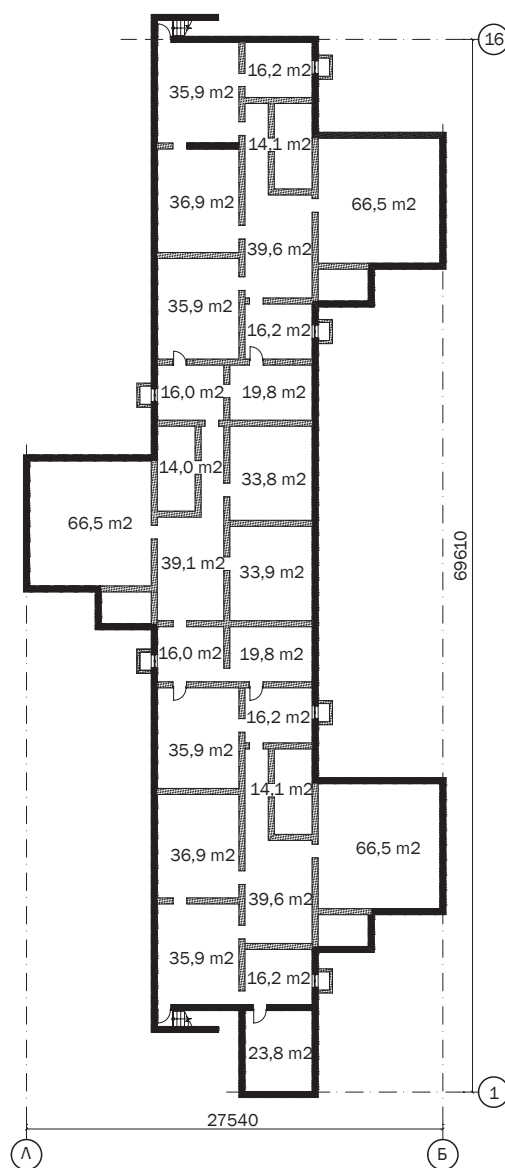 16
16,2 m2
35,9 m2
14,1 m2
36,9 m2
66,5 m2
39,6 m2
35,9 m2
16,2 m2
16,0 m2
19,8 m2
14,0 m2
33,8 m2
66,5 m2
39,1 m2
33,9 m2
69610
16,0 m2
19,8 m2
16,2 m2
35,9 m2
14,1 m2
36,9 m2
66,5 m2
39,6 m2
35,9 m2
16,2 m2
23,8 m2
1
27540
Л
Б